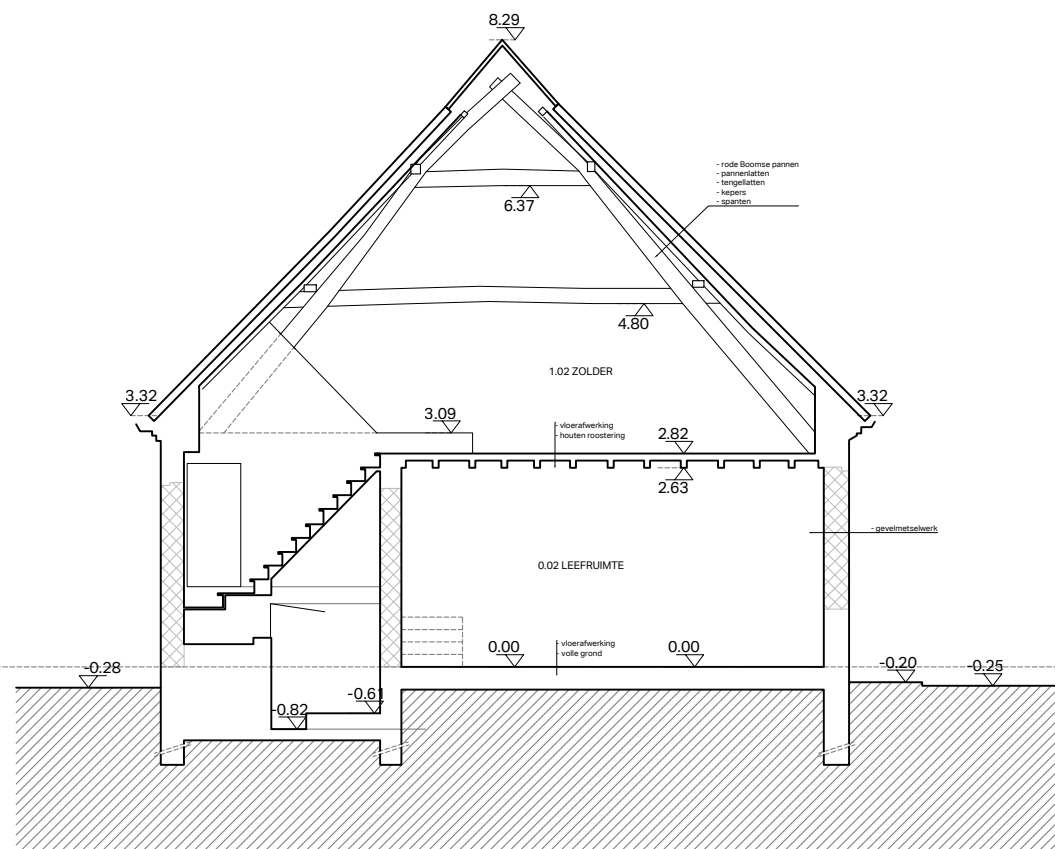 8.29
- rode Boomse pannen
- pannenlatten
- tengellatten
- kepers
- spanten
6.37
4.80
1.02 ZOLDER
3.32
3.32
3.09
- vloerafwerking
- houten roostering
2.82
2.63
- gevelmetselwerk
0.02 LEEFRUIMTE
- vloerafwerking
- volle grond
0.00
0.00
-0.28
-0.20
-0.25
-0.61
-0.82